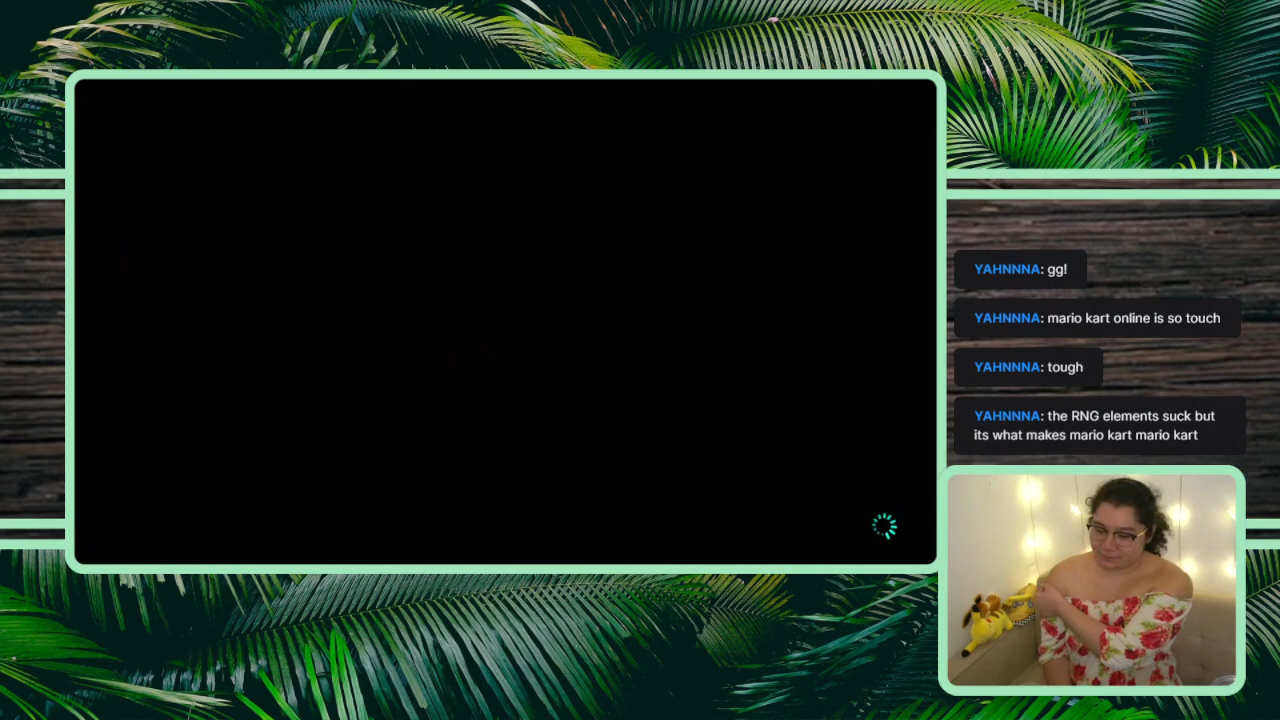 YAHNNNA: gg!
YAHNNNA: mario kart online is so touch
YAHNNNA: tough
YAHNNNA: the RNG elements suck but
its what makes mario kart mario kart